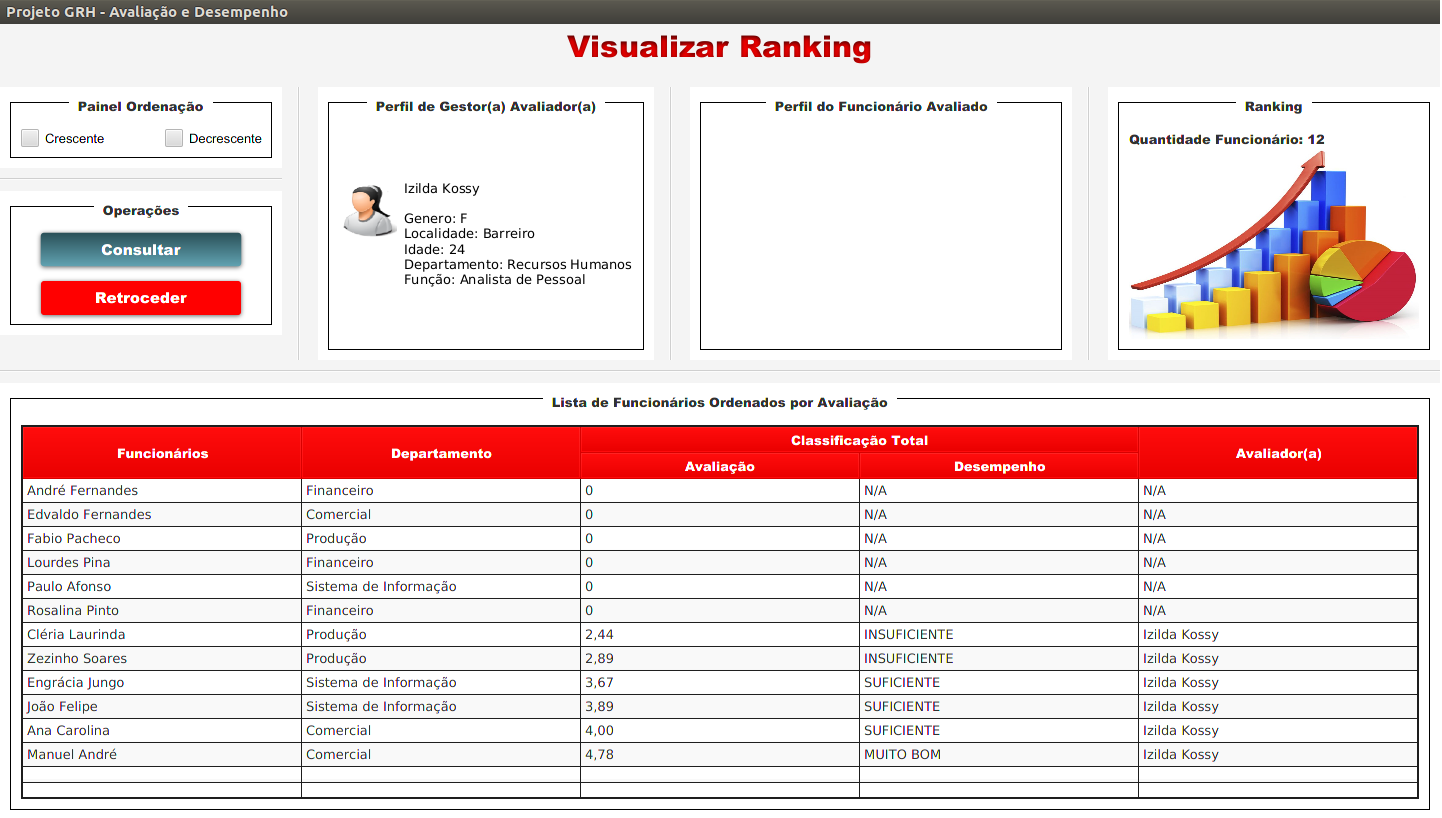 Projeto GRH - Avaliação e Desempenho
Visualizar Ranking
Painel Ordenação
Crescente
Decrescente
Operações
Consultar
Retroceder
Perfil de Gestor(a) Avaliador(a)
Izilda Kossy
Genero: F
Localidade: Barreiro
Idade: 24
Departamento: Recursos Humanos
Função: Analista de Pessoal
Perfil do Funcionário Avaliado
Ranking
Quantidade Funcionário: 12
Lista de Funcionários Ordenados por Avaliação
Funcionários Departamento Classificação Total Avaliador(a)
Avaliação Desempenho
André Fernandes Financeiro 0 N/A N/A
Edvaldo Fernandes Comercial 0 N/A N/A
Fabio Pacheco Produção 0 N/A N/A
Lourdes Pina Financeiro 0 N/A N/A
Paulo Afonso Sistema de Informação 0 N/A N/A
Rosalina Pinto Financeiro 0 N/A N/A
Cléria Laurinda Produção 2,44 INSUFICIENTE Izilda Kossy
Zezinho Soares Produção 2,89 INSUFICIENTE Izilda Kossy
Engrácia Jungo Sistema de Informação 3,67 SUFICIENTE Izilda Kossy
João Felipe Sistema de Informação 3,89 SUFICIENTE Izilda Kossy
Ana Carolina Comercial 4,00 SUFICIENTE Izilda Kossy
Manuel André Comercial 4,78 MUITO BOM Izilda Kossy